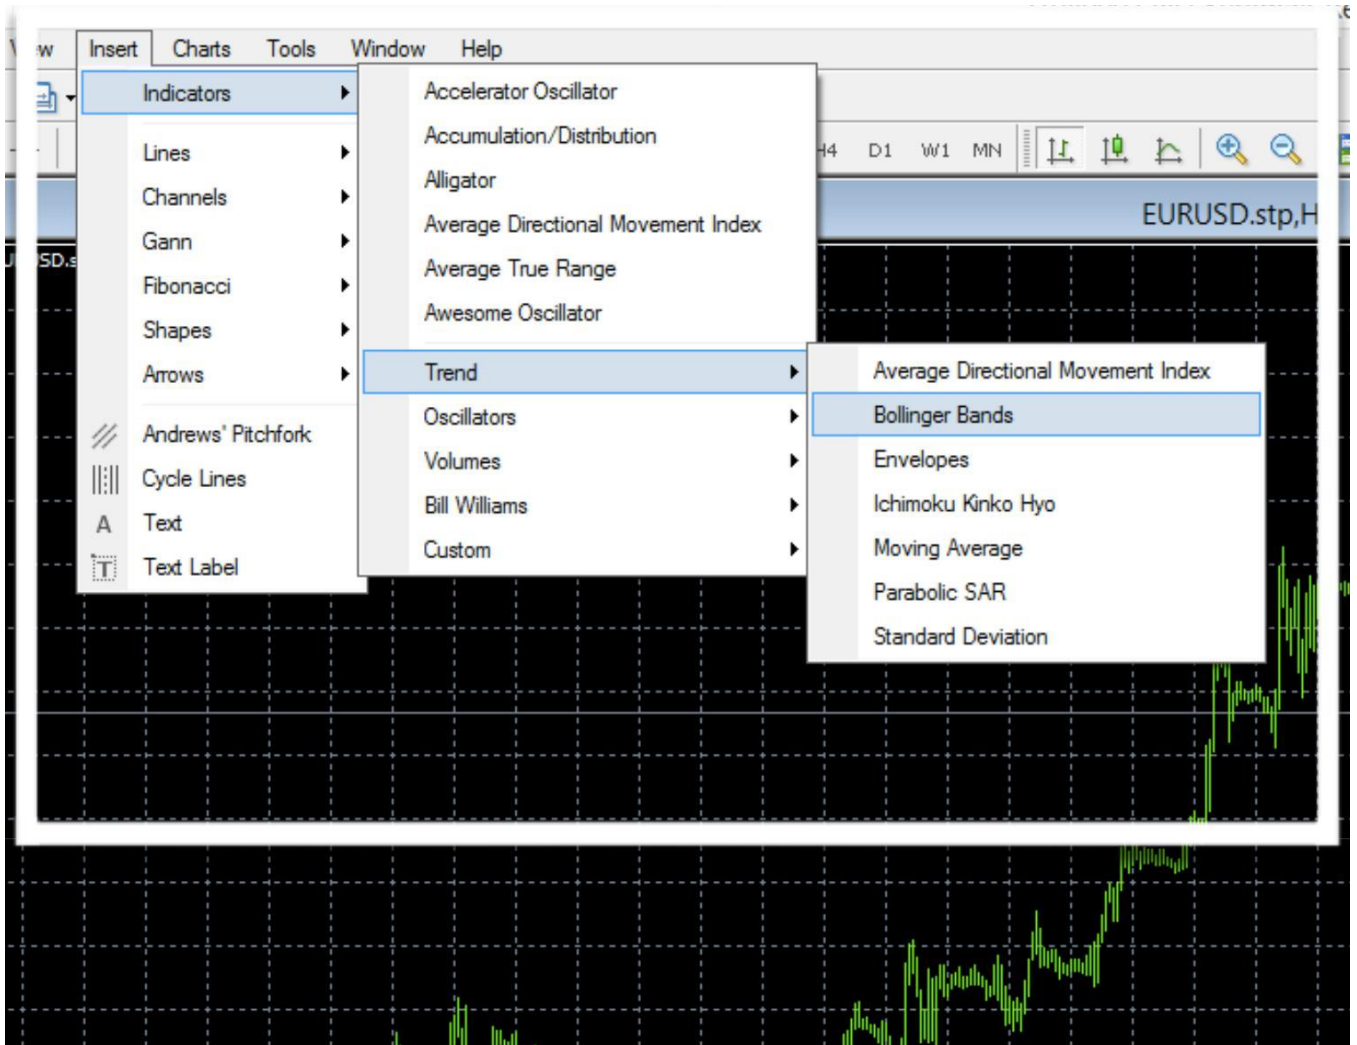 Insert Charts Tools Window Help
Indicators
Lines
Channels
Gann
Fibonacci
Shapes
Arrows
Andrews' Pitchfork
Cycle Lines
A Text
T Text Label
Accelerator Oscillator
Accumulation/Distribution
Alligator
Average Directional Movement Index
Average True Range
Awesome Oscillator
Trend
Oscillators
Volumes
Bill Williams
Custom
Average Directional Movement Index
Bollinger Bands
Envelopes
Ichimoku Kinko Hyo
Moving Average
Parabolic SAR
Standard Deviation
H4 D1 W1 MN
EURUSD.stp,H